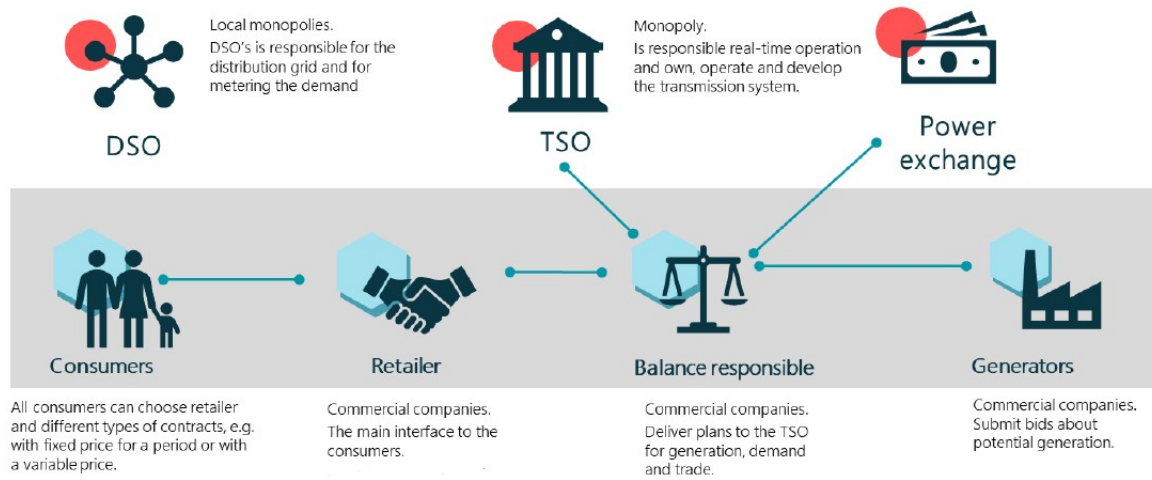 Local monopolies.
DSO's is responsible for the
distribution grid and for
metering the demand
DSO
Monopoly.
Is responsible real-time operation
and own, operate and develop
the transmission system.
TSO
Power
exchange
Consumers
Retailer
Balance responsible
Generators
All consumers can choose retailer
and different types of contracts, e.g.
with fixed price for a period or with
a variable price.
Commercial companies.
The main interface to the
consumers.
Commercial companies.
Deliver plans to the TSO
for generation, demand
and trade.
Commercial companies.
Submit bids about
potential generation.